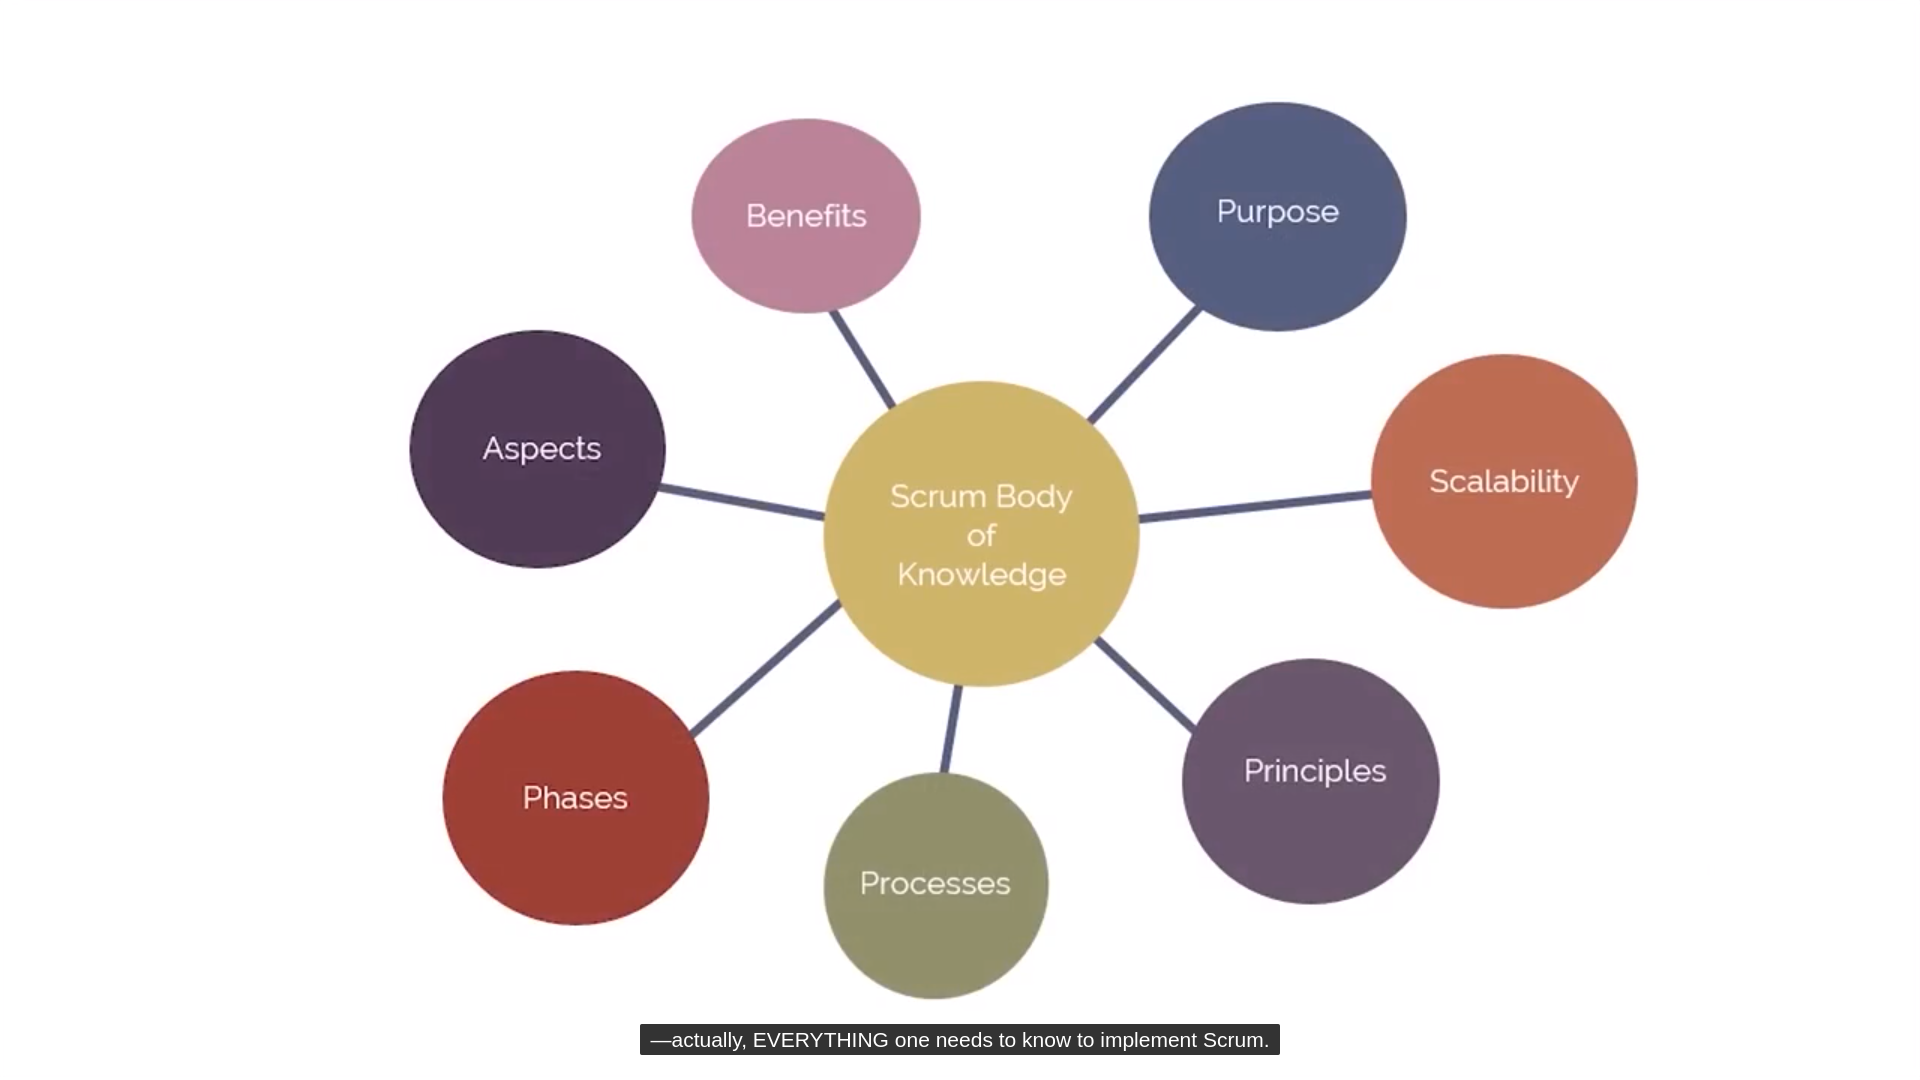 Benefits
Purpose
Aspects
Scalability
Scrum Body
of
Knowledge
Phases
Processes
Principles
—actually, EVERYTHING one needs to know to implement Scrum.